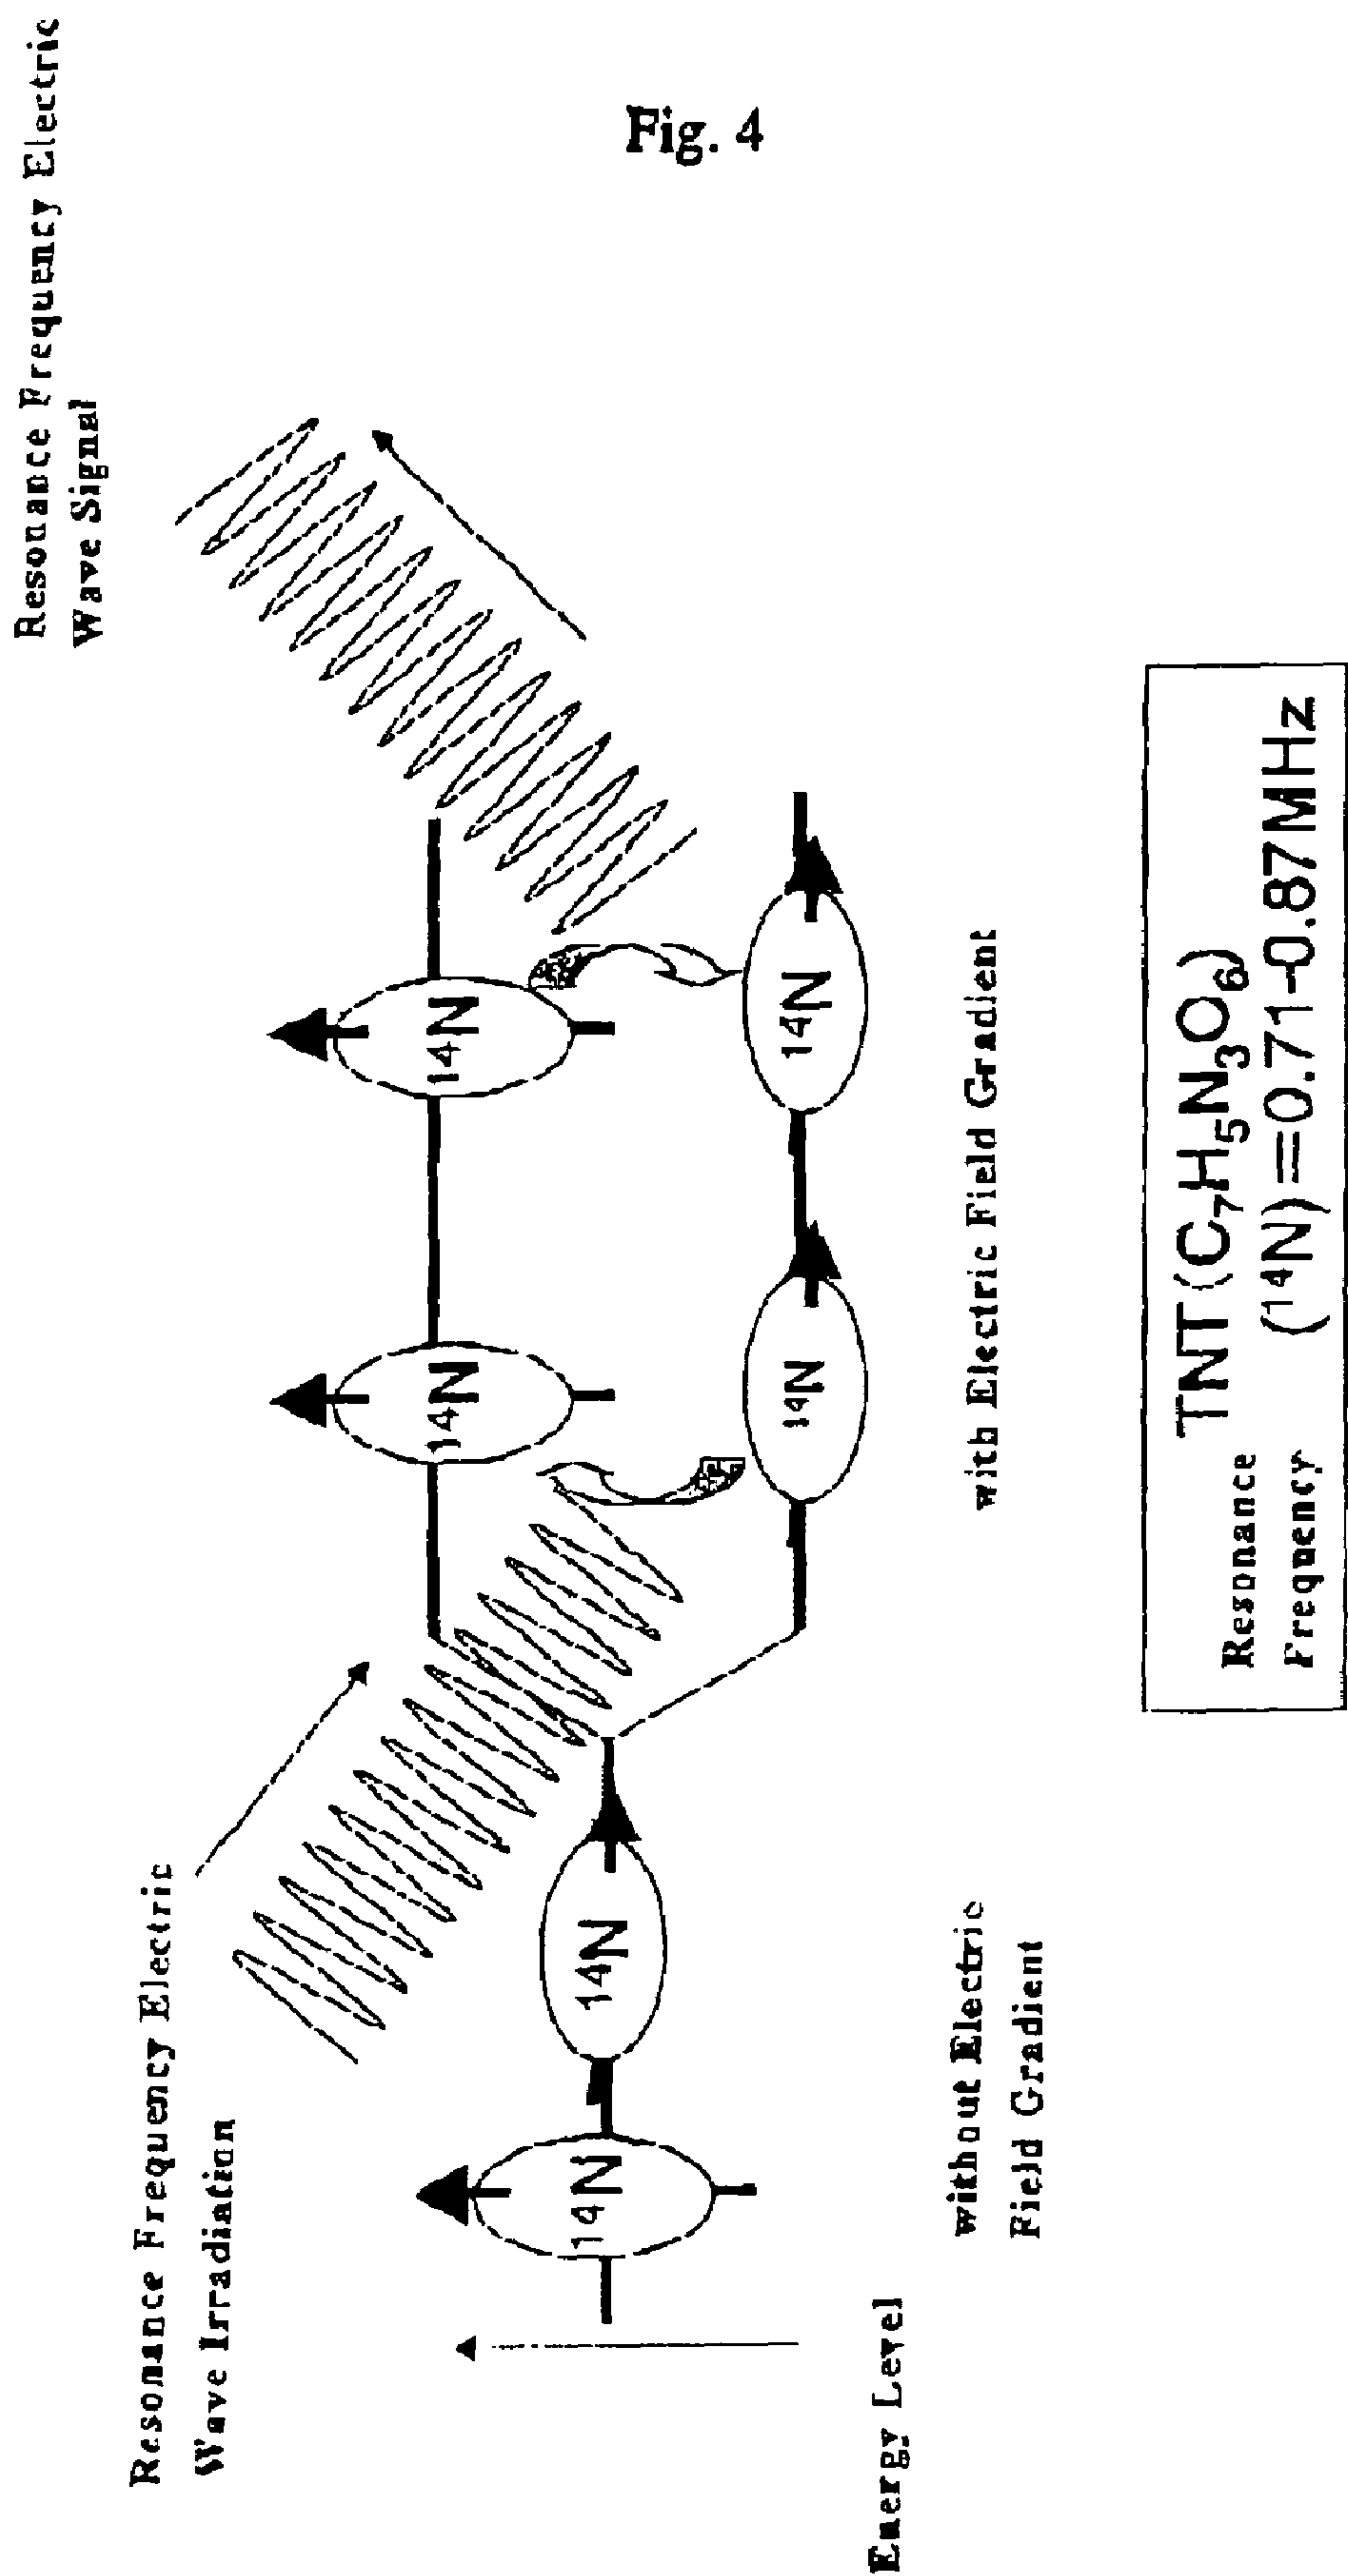 Fig. 4
Resonance Frequency Electric
Wave Irradiation
Resonance Frequency Electric
Wave Signal
¹⁴N
¹⁴N
¹⁴N
¹⁴N
¹⁴N
¹⁴N
Energy Level
without Electric
Field Gradient
with Electric Field Gradient
TNT(C₇H₅N₃O₆)
Resonance
Frequency (¹⁴N)=0.71-0.87MHz